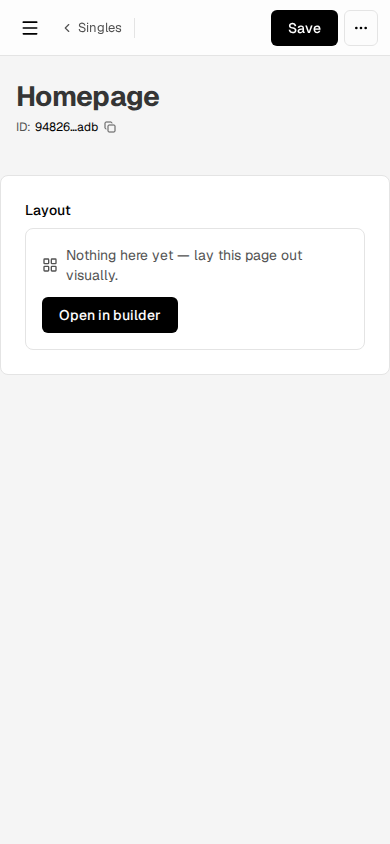 Singles
Save
Homepage
ID: 94826...adb
Layout
Nothing here yet — lay this page out
visually.
Open in builder